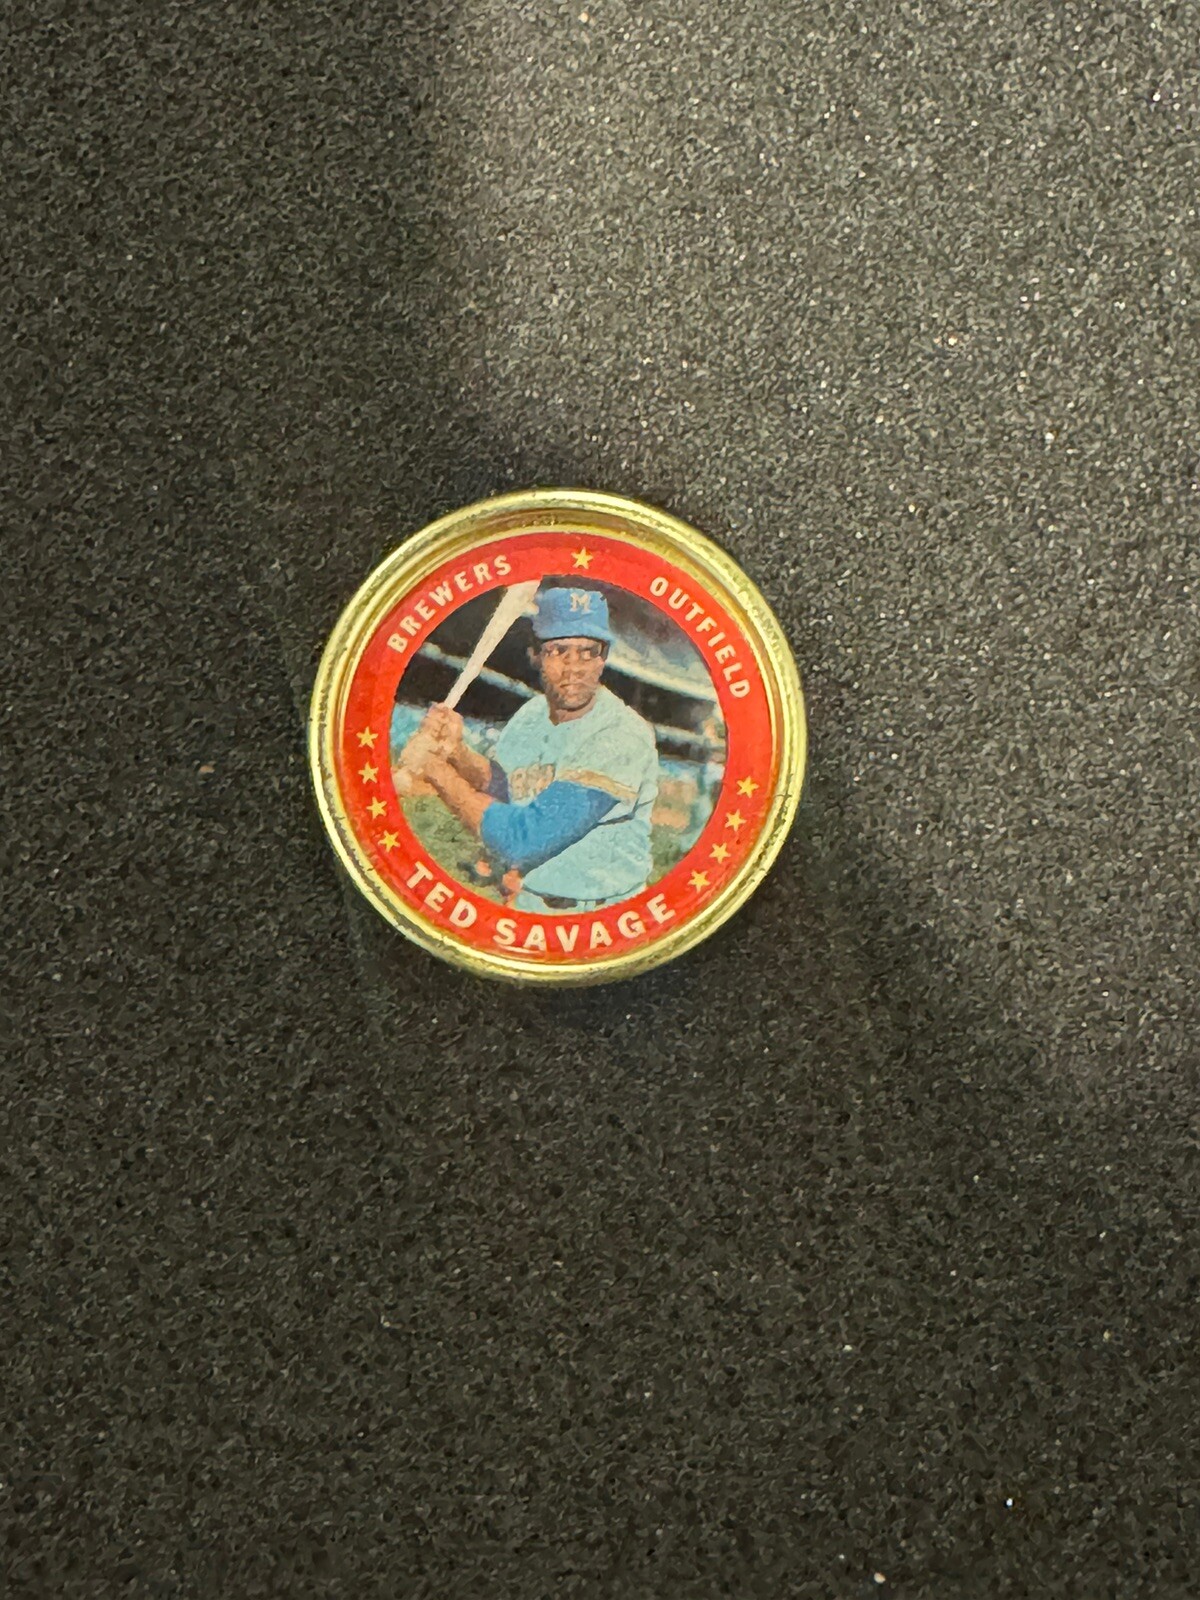 BREWERS
OUTFIELD
M
TED SAVAGE